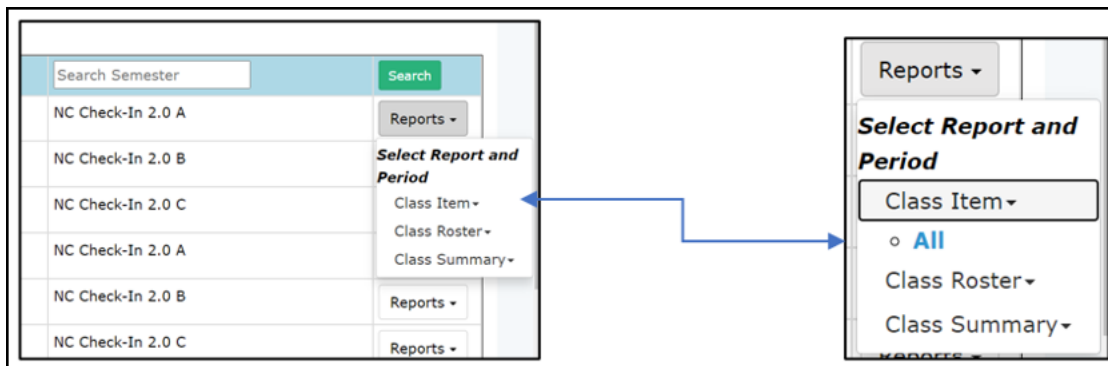 Search Semester Search
NC Check-In 2.0 A Reports
NC Check-In 2.0 B
NC Check-In 2.0 C
NC Check-In 2.0 A
NC Check-In 2.0 B Reports
NC Check-In 2.0 C Reports
Select Report and
Period
Class Item
Class Roster
Class Summary
Reports
Select Report and
Period
Class Item
All
Class Roster
Class Summary
Reports